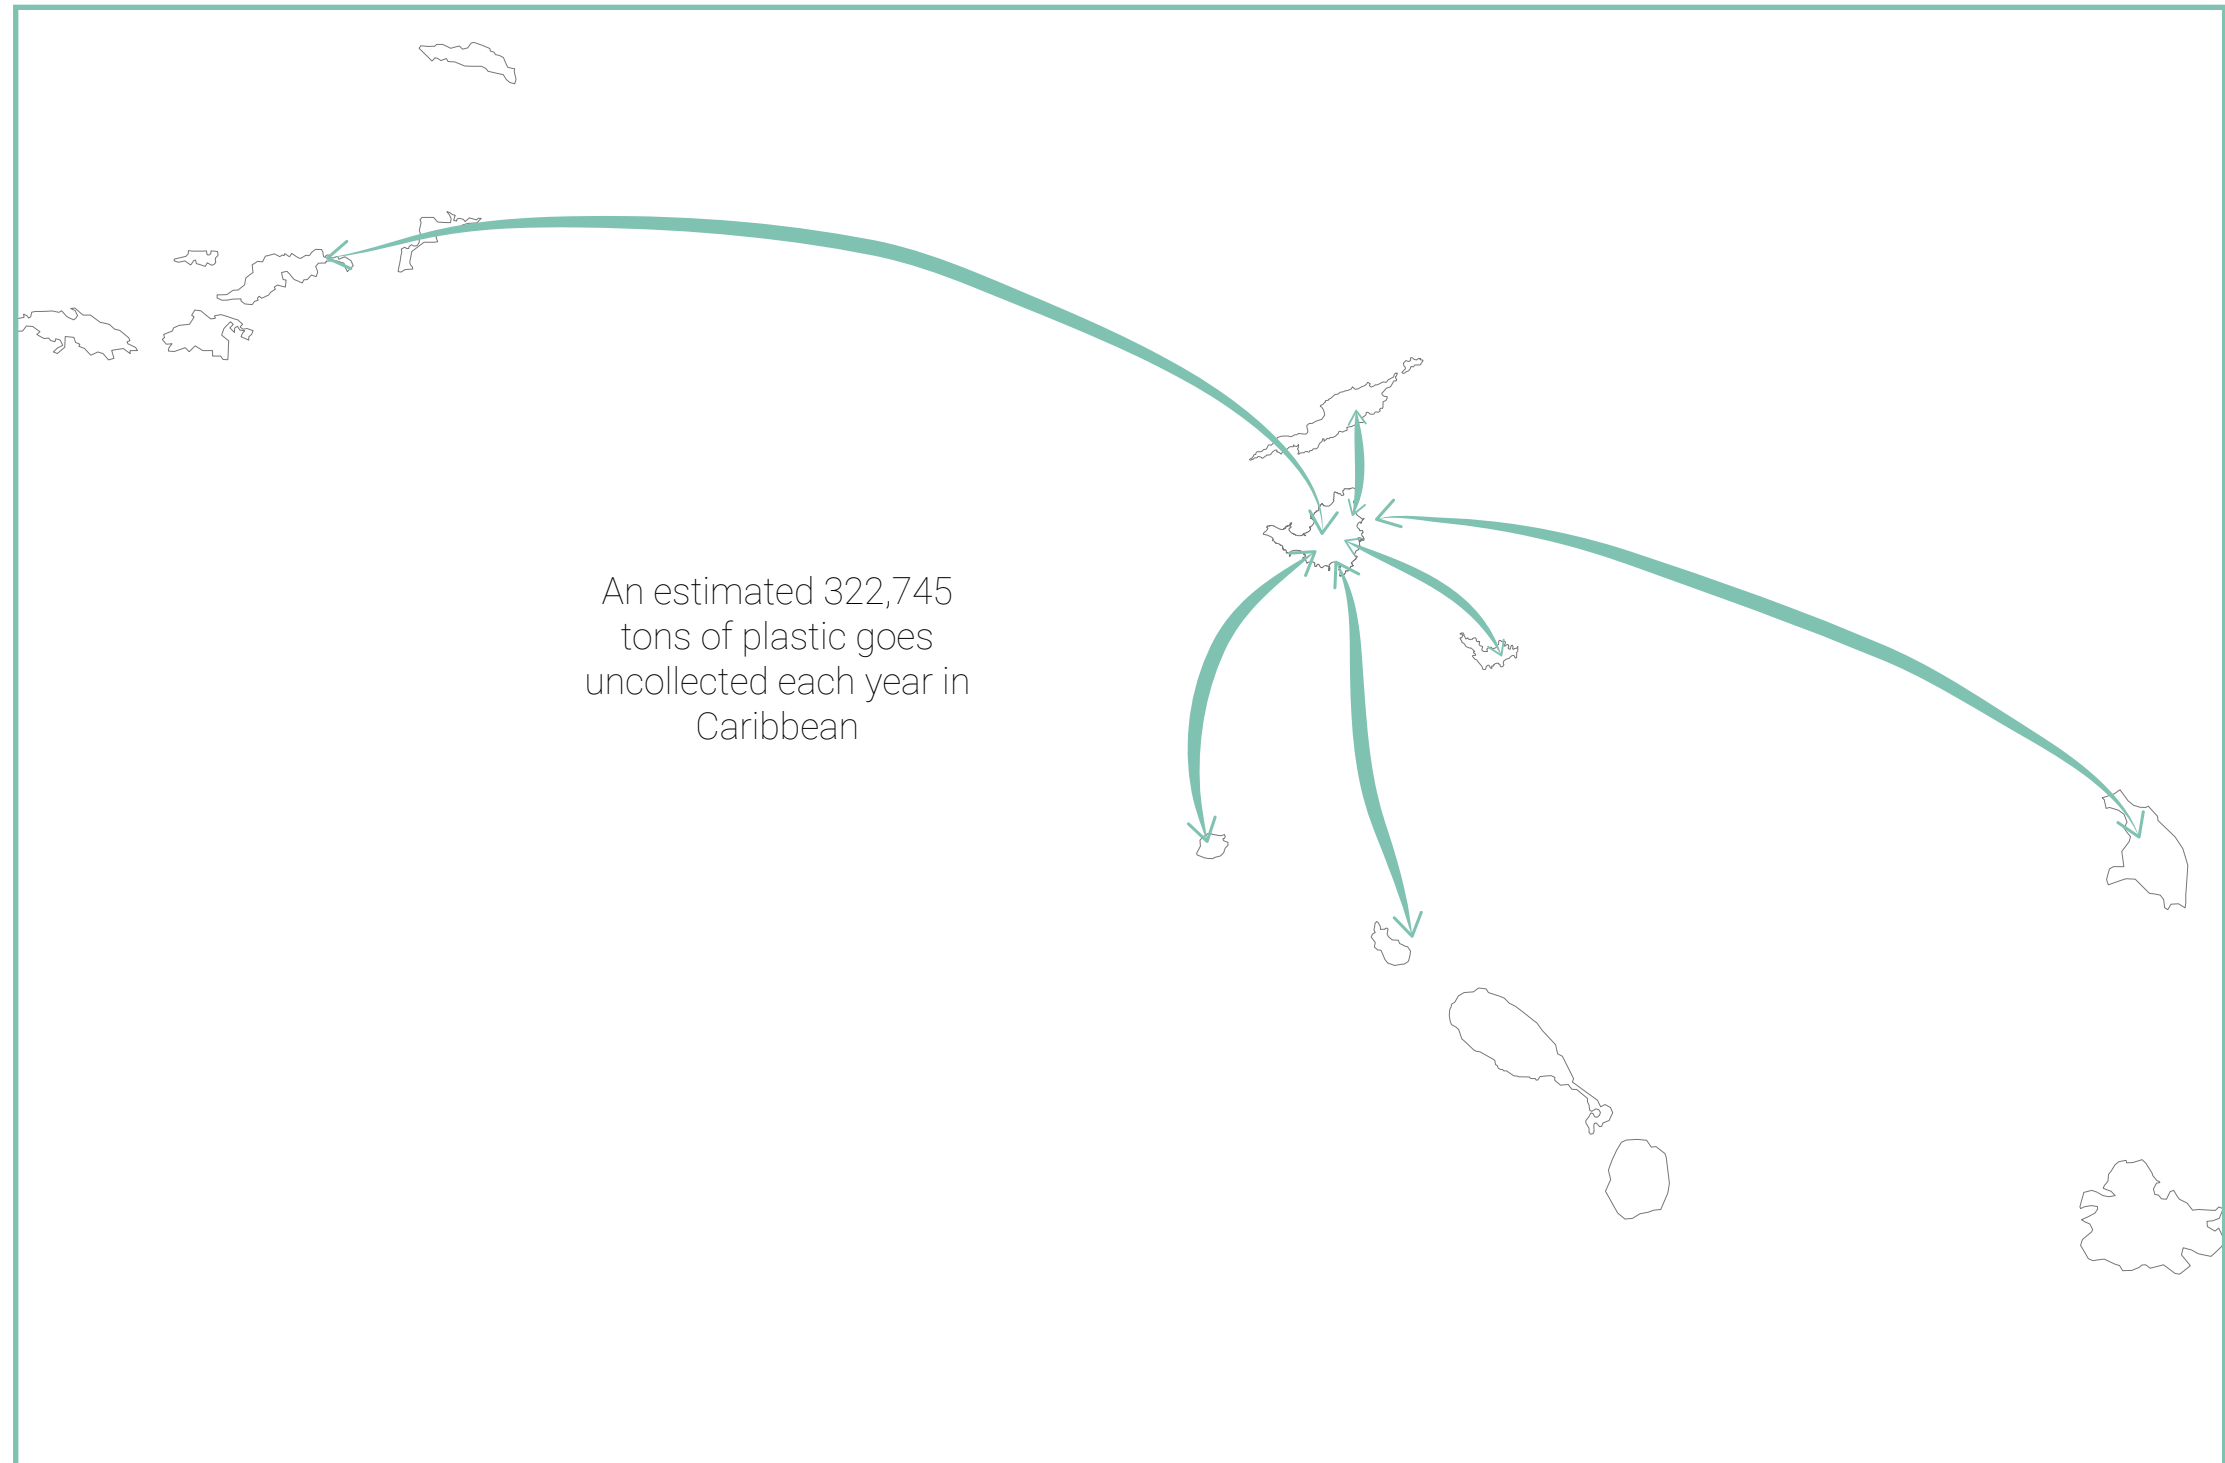 An estimated 322,745
tons of plastic goes
uncollected each year in
Caribbean